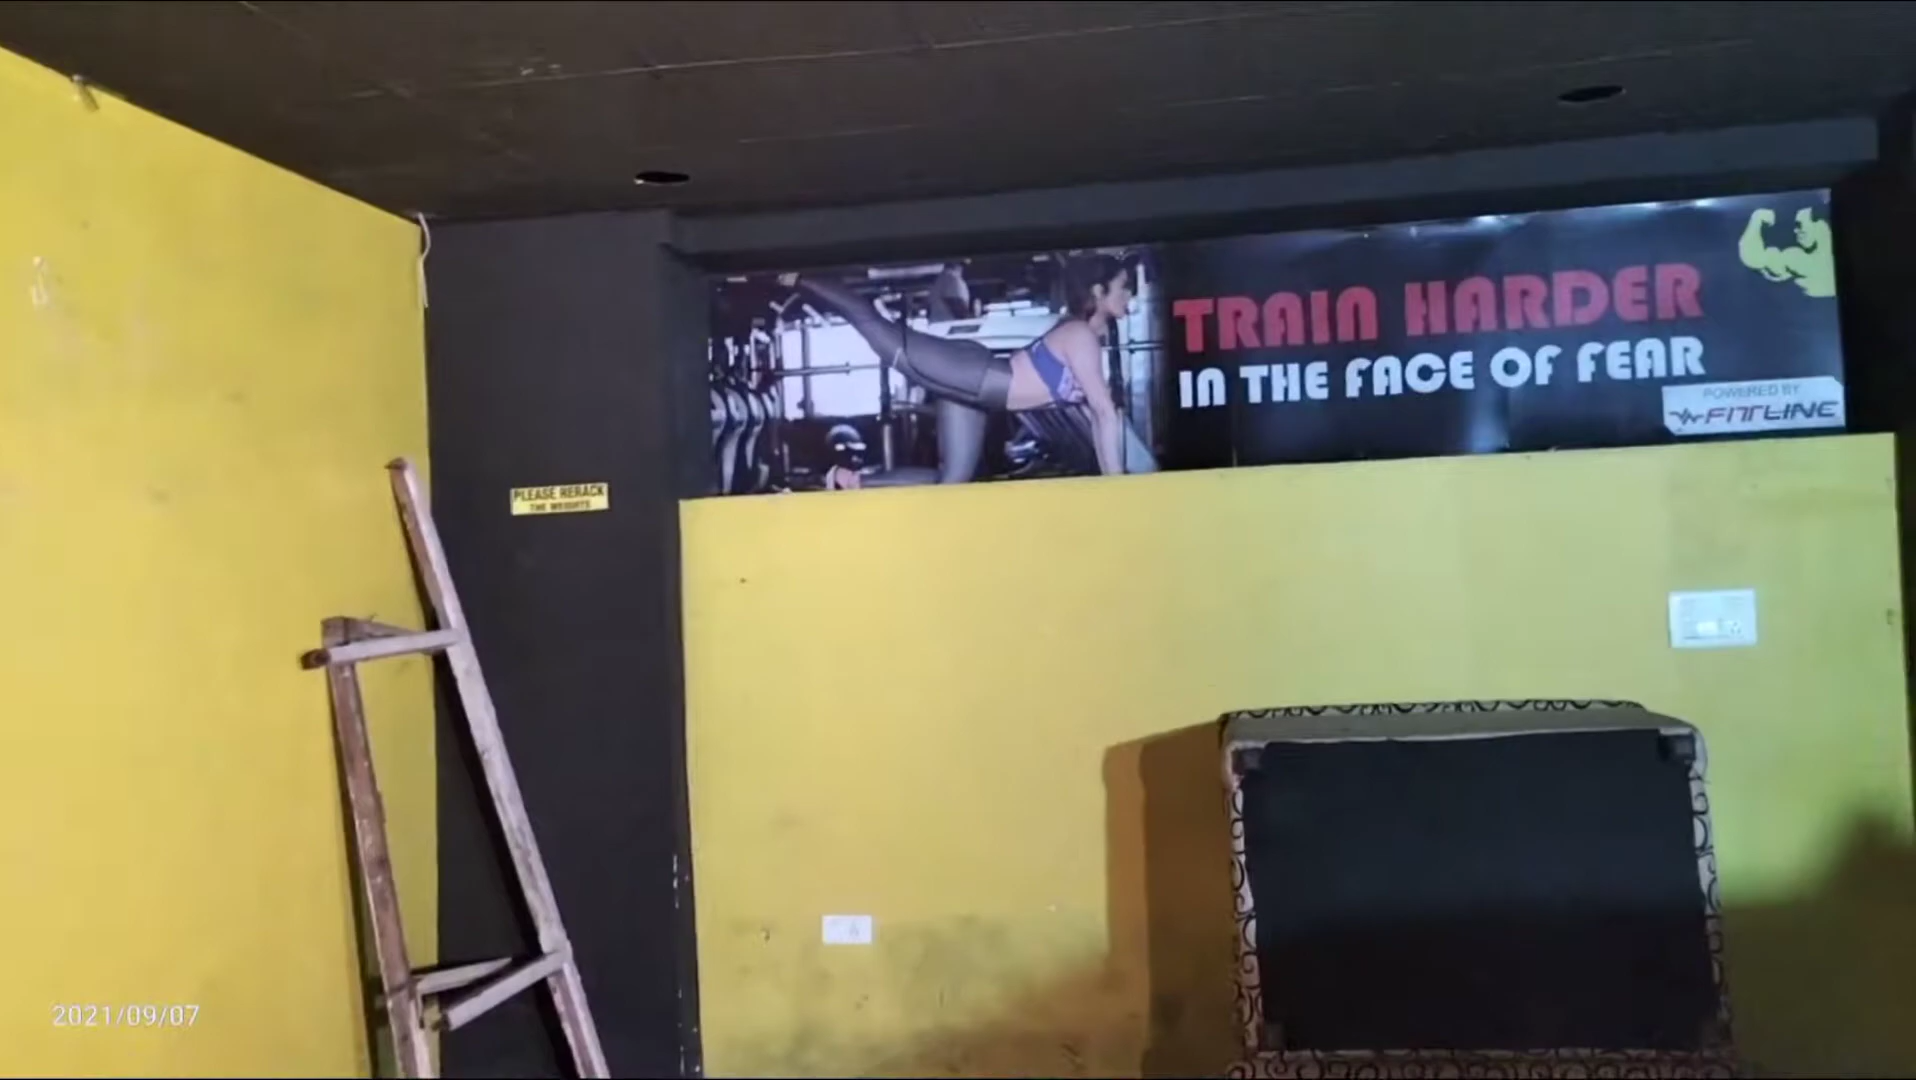 TRAIN HARDER
IN THE FACE OF FEAR
POWERED BY
FITLINE
PLEASE RERACK
THE WEIGHTS
2021/09/07